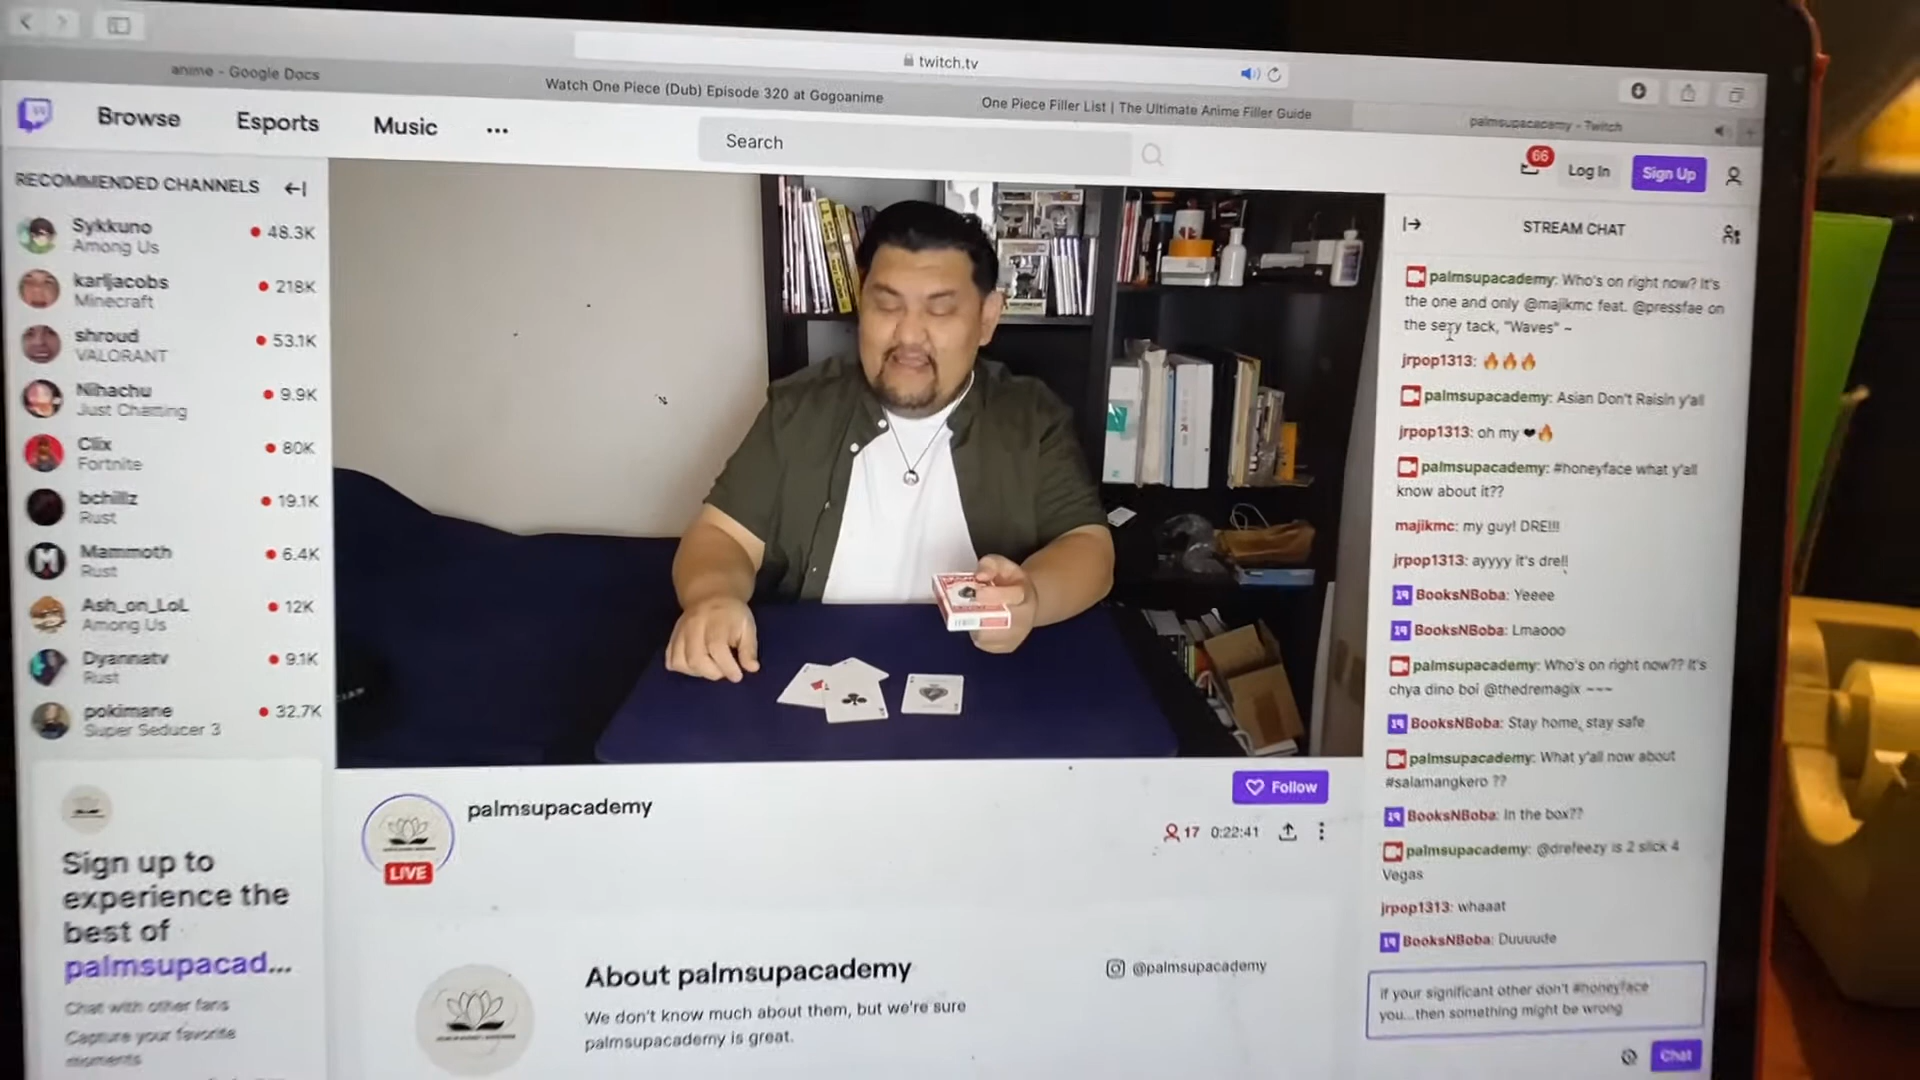 twitch.tv
anime - Google Docs
Watch One Piece (Dub) Episode 320 at Gogoanime
One Piece Filler List | The Ultimate Anime Filler Guide
palmsupacademy - Twitch
Browse
Esports
Music
Search
66
Log In
Sign Up
RECOMMENDED CHANNELS
Sykkuno
48.3K
Among Us
karljacobs
218K
Minecraft
shroud
53.1K
VALORANT
Nihachu
9.9K
Just Chatting
Clix
80K
Fortnite
bchillz
19.1K
Rust
Mammoth
6.4K
Rust
Ash_on_LoL
12K
Among Us
Dyannatv
9.1K
Rust
pokimane
32.7K
Super Seducer 3
Sign up to
experience the
best of
palmsupacad...
Chat with other fans
Capture your favorite
moments
palmsupacademy
LIVE
Follow
17 0:22:41
About palmsupacademy
We don't know much about them, but we're sure
palmsupacademy is great.
@palmsupacademy
STREAM CHAT
palmsupacademy: Who's on right now? It's
the one and only @majikmc feat. @pressfae on
the sexy tack, "Waves" ~
jrpop1313: 🔥🔥🔥
palmsupacademy: Asian Don't Raisin y'all
jrpop1313: oh my ❤🔥
palmsupacademy: #honeyface what y'all
know about it??
majikmc: my guy! DRE!!!
jrpop1313: ayyyy it's dre!!
BooksNBoba: Yeeee
BooksNBoba: Lmaooo
palmsupacademy: Who's on right now?? It's
chya dino boi @thedremagix ~~~
BooksNBoba: Stay home, stay safe
palmsupacademy: What y'all now about
#salamangkero ??
BooksNBoba: In the box??
palmsupacademy: @drefeezy is 2 slick 4
Vegas
jrpop1313: whaaat
BooksNBoba: Duuuude
if your significant other don't #honeyface
you...then something might be wrong
Chat